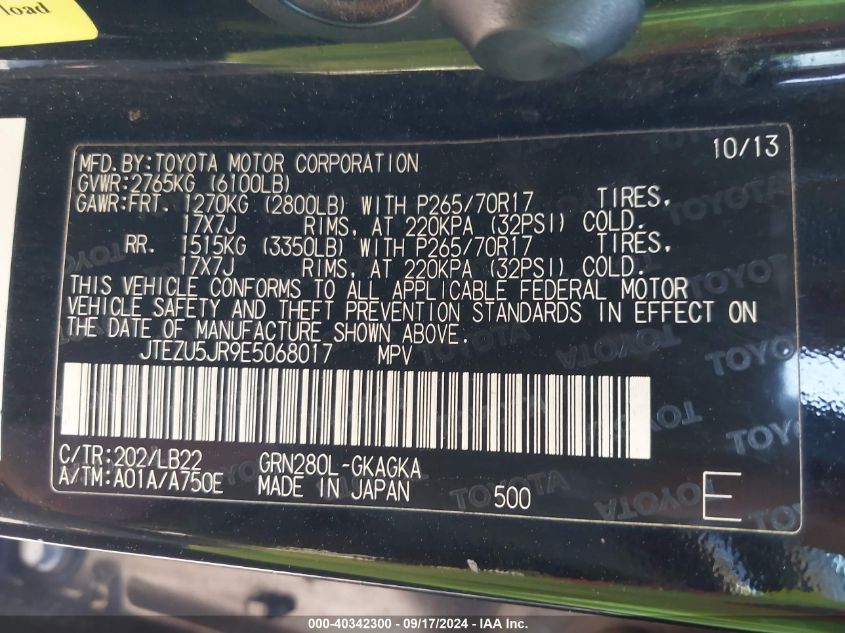 load
10/13
MFD.BY:TOYOTA MOTOR CORPORATION
GVWR:2765KG (6100LB)
GAWR:FRT. 1270KG (2800LB) WITH P265/70R17 TIRES,
17X7J RIMS, AT 220KPA (32PSI) COLD.
RR. 1515KG (3350LB) WITH P265/70R17 TIRES,
17X7J RIMS, AT 220KPA (32PSI) COLD.
THIS VEHICLE CONFORMS TO ALL APPLICABLE FEDERAL MOTOR
VEHICLE SAFETY AND THEFT PREVENTION STANDARDS IN EFFECT ON
THE DATE OF MANUFACTURE SHOWN ABOVE.
JTEZU5JR9E5068017 MPV
C/TR:202/LB22 GRN280L-GKAGKA
A/TM:A01A/A750E MADE IN JAPAN 500 E
000-40342300 - 09/17/2024 - IAA Inc.